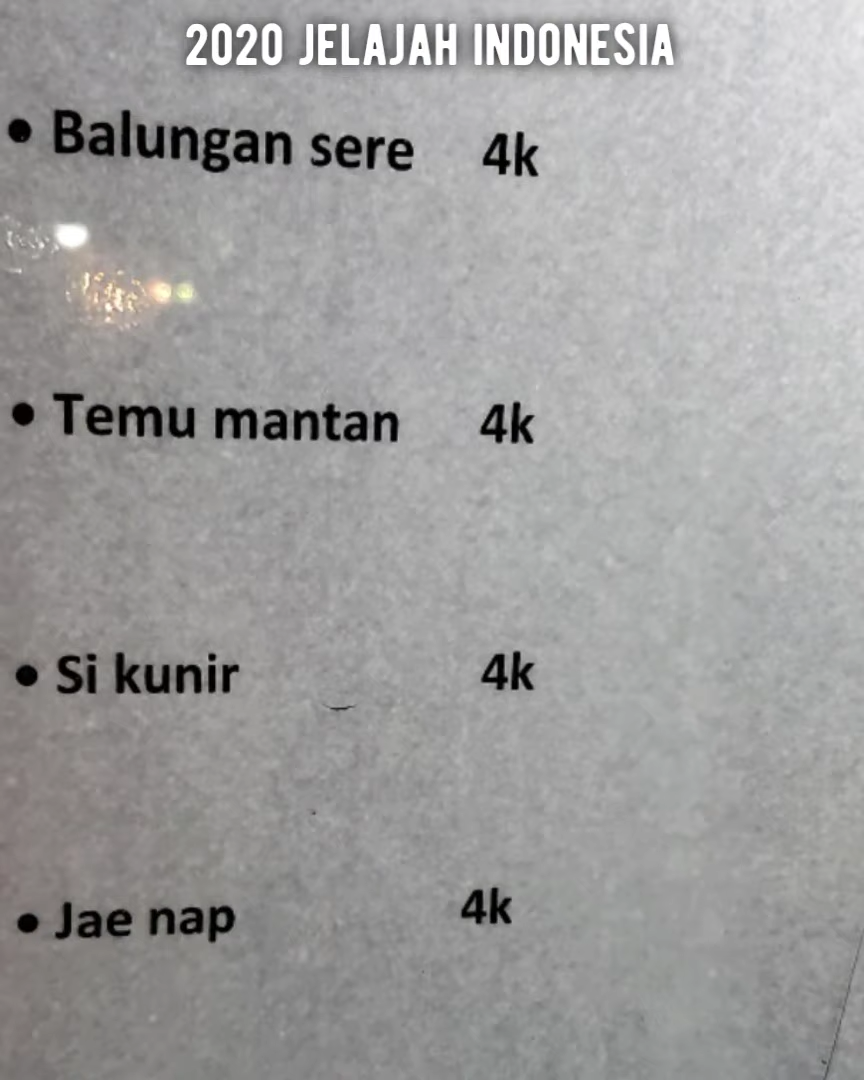 2020 JELAJAH INDONESIA
• Balungan sere 4k
• Temu mantan 4k
• Si kunir 4k
• Jae nap 4k